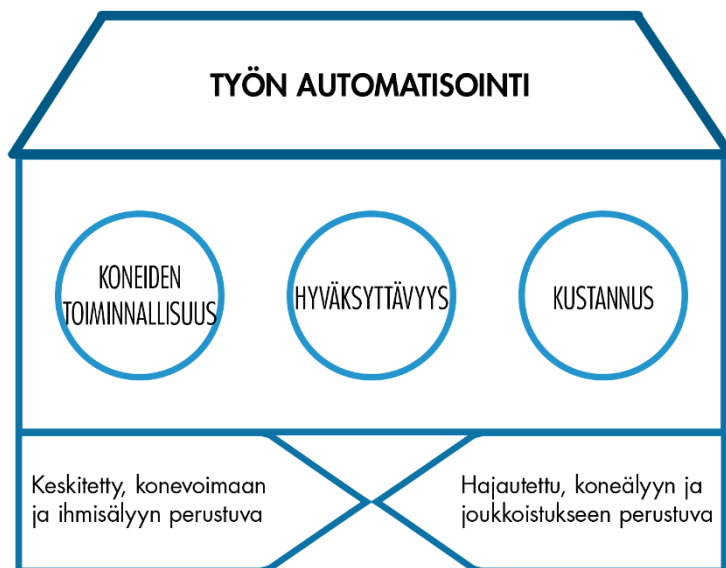 TYÖN AUTOMATISOINTI
KONEIDEN
TOIMINNALLISUUS
HYVÄKSYTTÄVYYS
KUSTANNUS
Keskitetty, konevoimaan
ja ihmisälyyn perustuva
Hajautettu, koneälyyn ja
joukkoistukseen perustuva